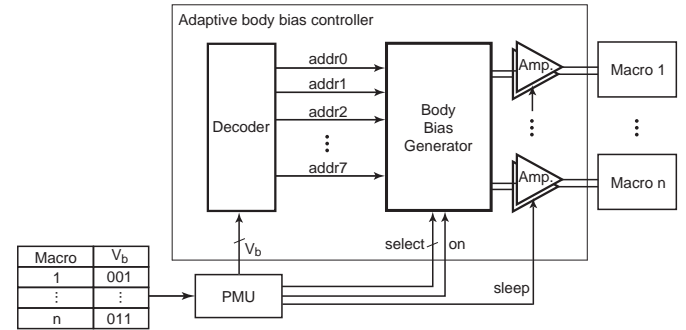 Adaptive body bias controller
Decoder
addr0
addr1
addr2
⋮
addr7
Body
Bias
Generator
Amp.
⋮
Amp.
Macro 1
⋮
Macro n
Vb
select
on
sleep
PMU
Macro Vb
1 001
⋮ ⋮
n 011